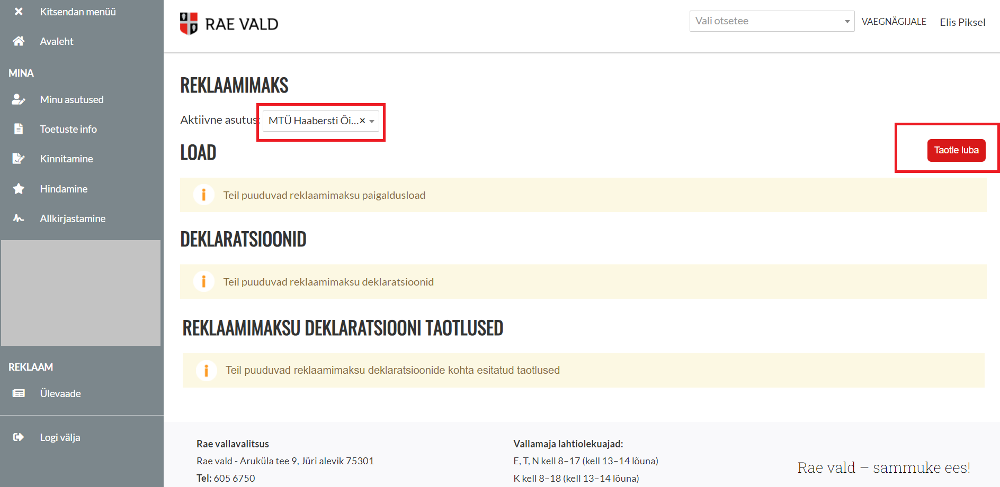 Kitsendan menüü
Avaleht
MINA
Minu asutused
Toetuste info
Kinnitamine
Hindamine
Allkirjastamine
REKLAAM
Ülevaade
Logi välja
RAE VALD
Vali otsetee
VAEGNÄGIJALE
Elis Piksel
REKLAAMIMAKS
Aktiivne asutus: MTÜ Haabersti Õi...×
LOAD
Taotle luba
Teil puuduvad reklaamimaksu paigaldusload
DEKLARATSIOONID
Teil puuduvad reklaamimaksu deklaratsioonid
REKLAAMIMAKSU DEKLARATSIOONI TAOTLUSED
Teil puuduvad reklaamimaksu deklaratsioonide kohta esitatud taotlused
Rae vallavalitsus
Rae vald - Aruküla tee 9, Jüri alevik 75301
Tel: 605 6750
Vallamaja lahtiolekuajad:
E, T, N kell 8–17 (kell 13–14 lõuna)
K kell 8–18 (kell 13–14 lõuna)
Rae vald – sammuke ees!